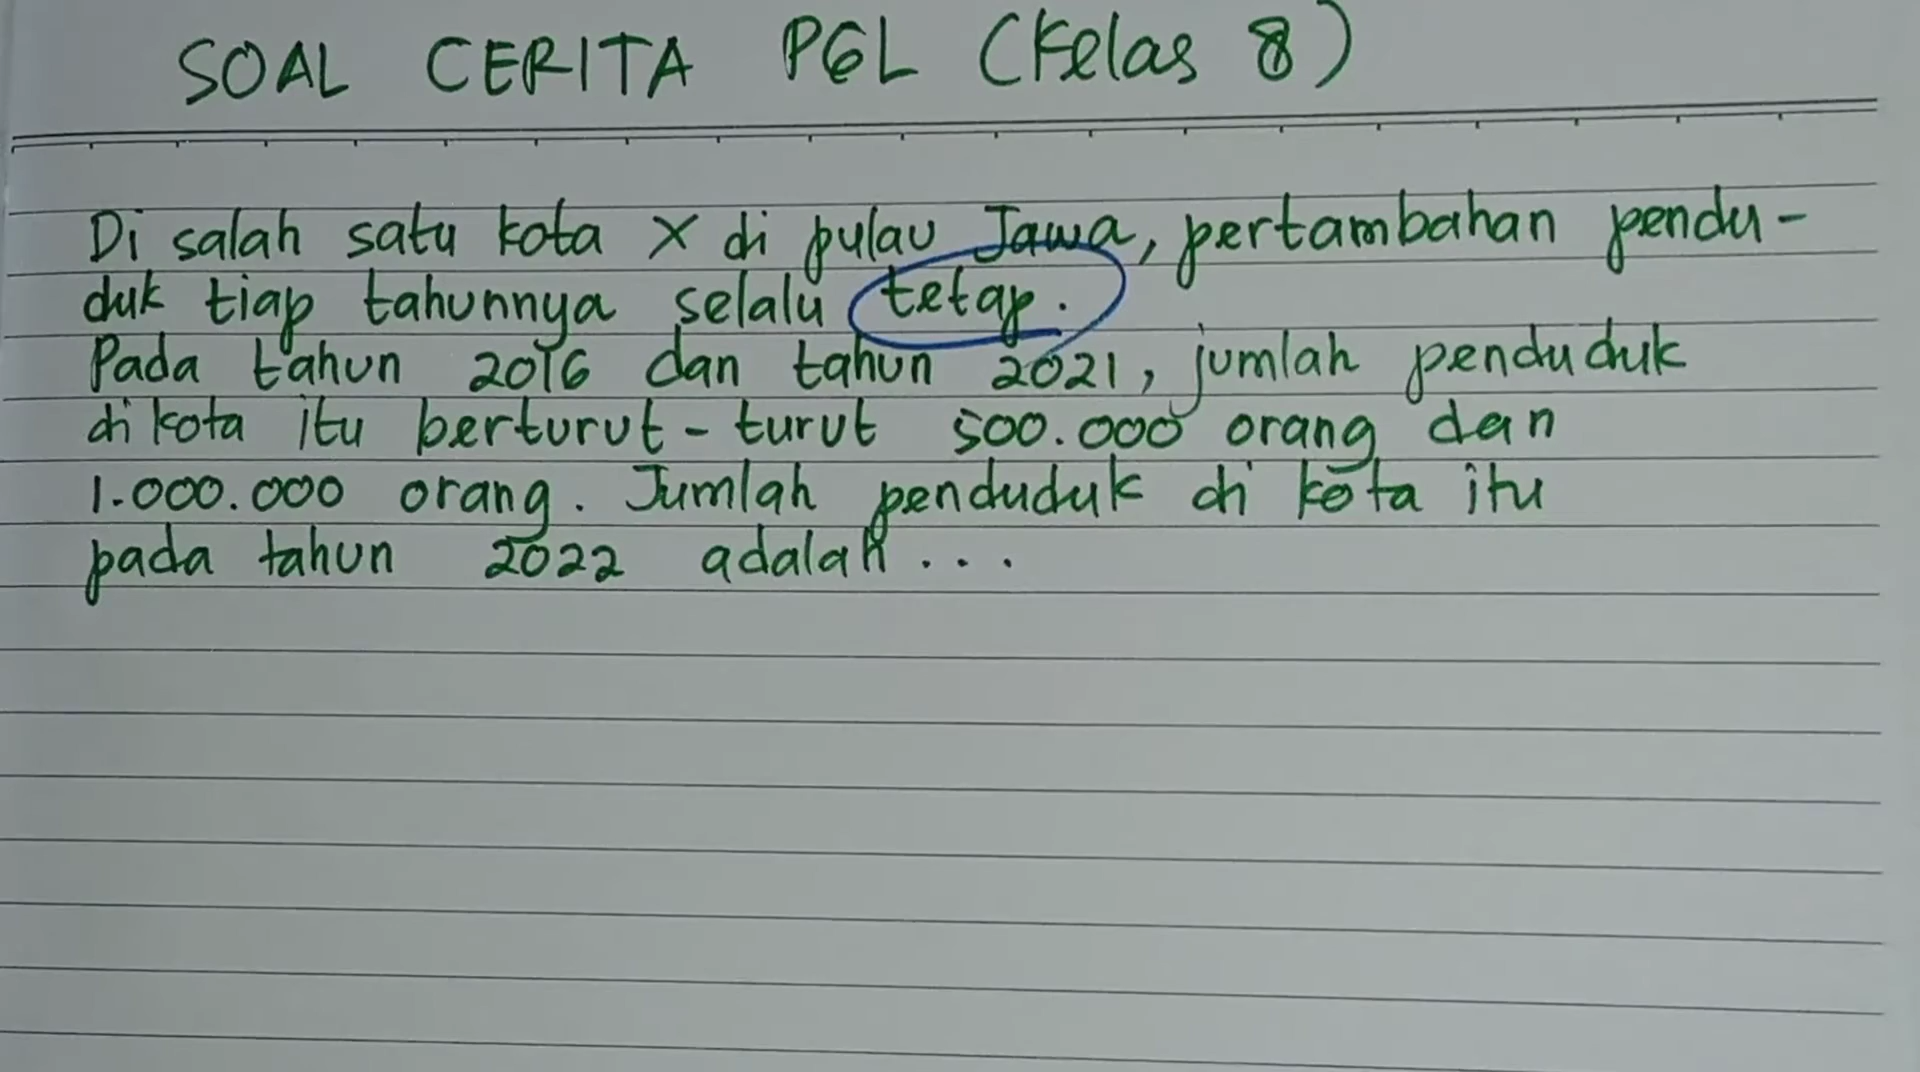 SOAL CERITA PGL (Kelas 8)
Di salah satu kota X di pulau Jawa, pertambahan pendu-
duk tiap tahunnya selalu tetap.
Pada tahun 2016 dan tahun 2021, jumlah penduduk
di kota itu berturut-turut 500.000 orang dan
1.000.000 orang. Jumlah penduduk di kota itu
pada tahun 2022 adalah ...